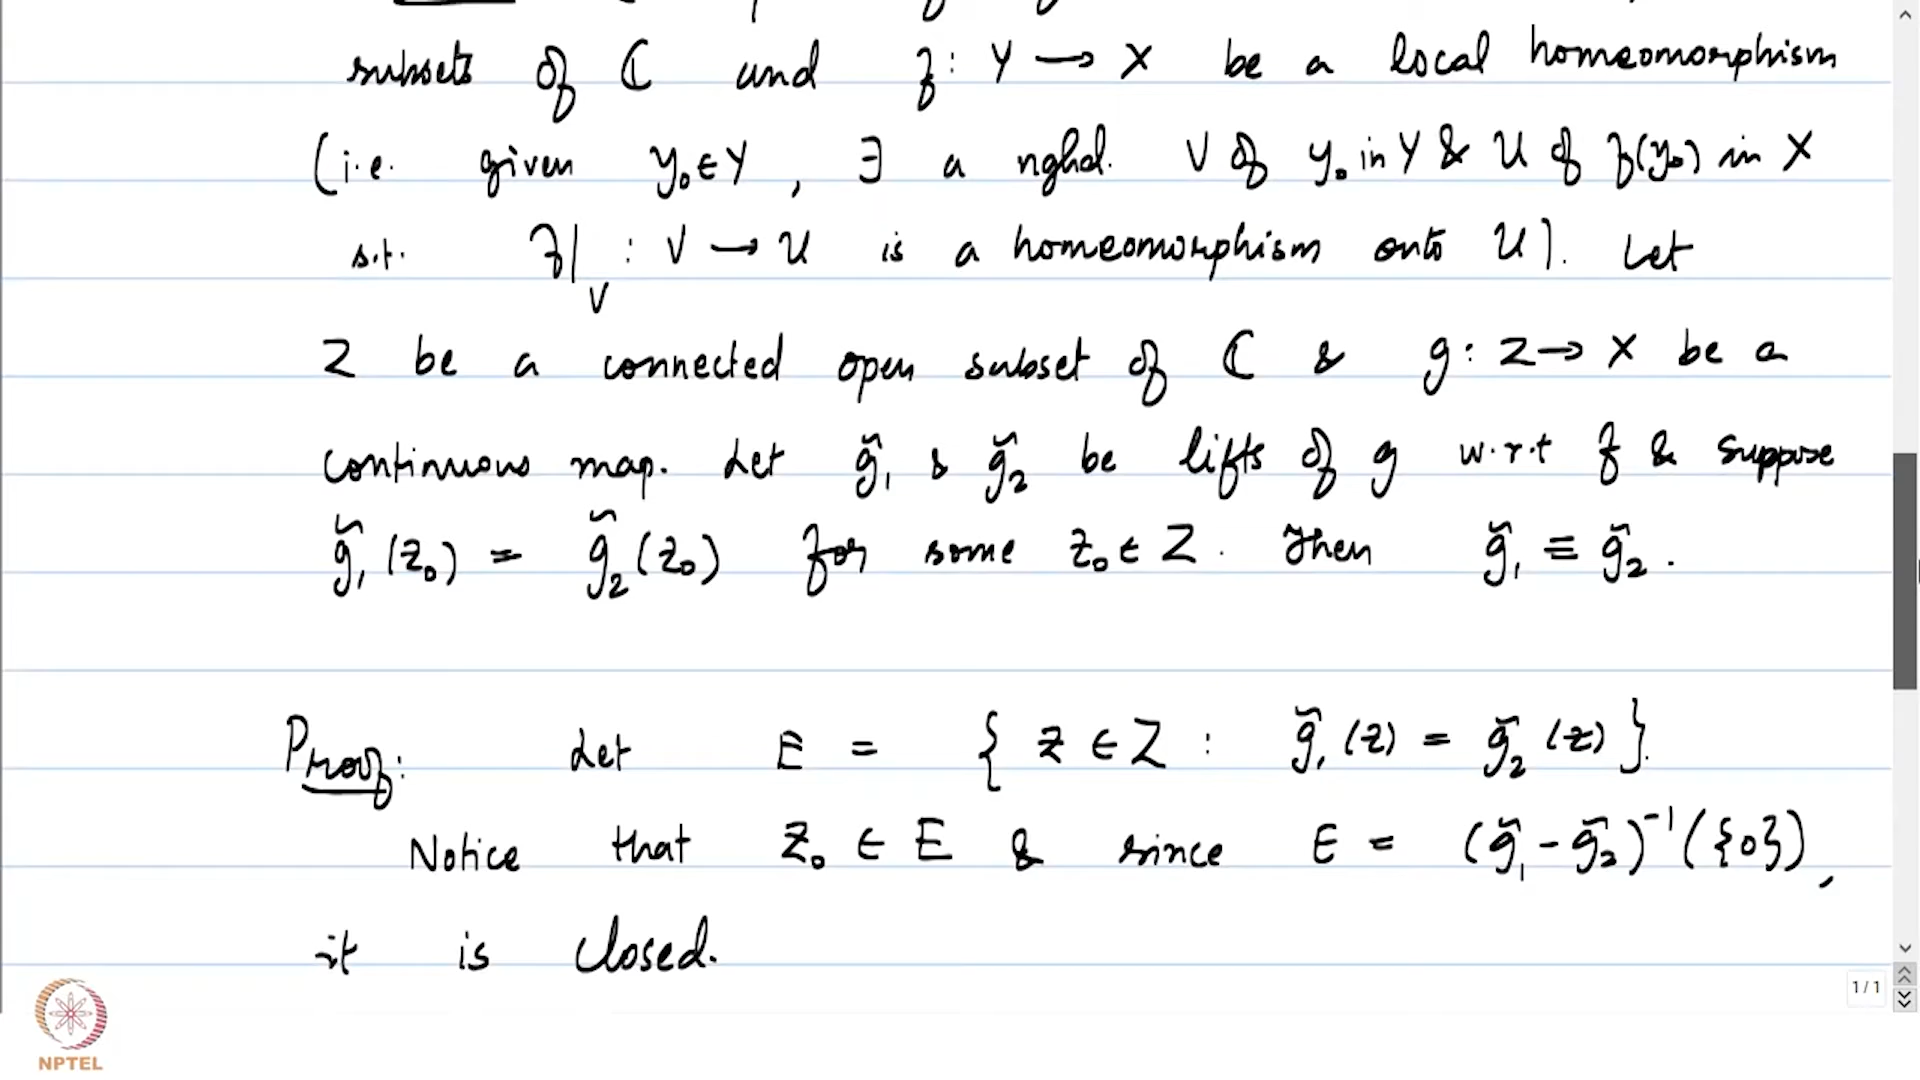 subsets of ℂ and f: Y → X be a local homeomorphism
(i.e. given y₀ ∈ Y, ∃ a nghd. V of y₀ in Y & U of f(y₀) in X
s.t. f|_V : V → U is a homeomorphism onto U). Let
Z be a connected open subset of ℂ & g: Z → X be a
continuous map. Let g̃₁ & g̃₂ be lifts of g w.r.t f & suppose
g̃₁(z₀) = g̃₂(z₀) for some z₀ ∈ Z. Then g̃₁ ≡ g̃₂.
Proof: Let E = { z ∈ Z : g̃₁(z) = g̃₂(z) }.
Notice that z₀ ∈ E & since E = (g̃₁ - g̃₂)⁻¹({0}),
it is closed.
1 / 1
NPTEL